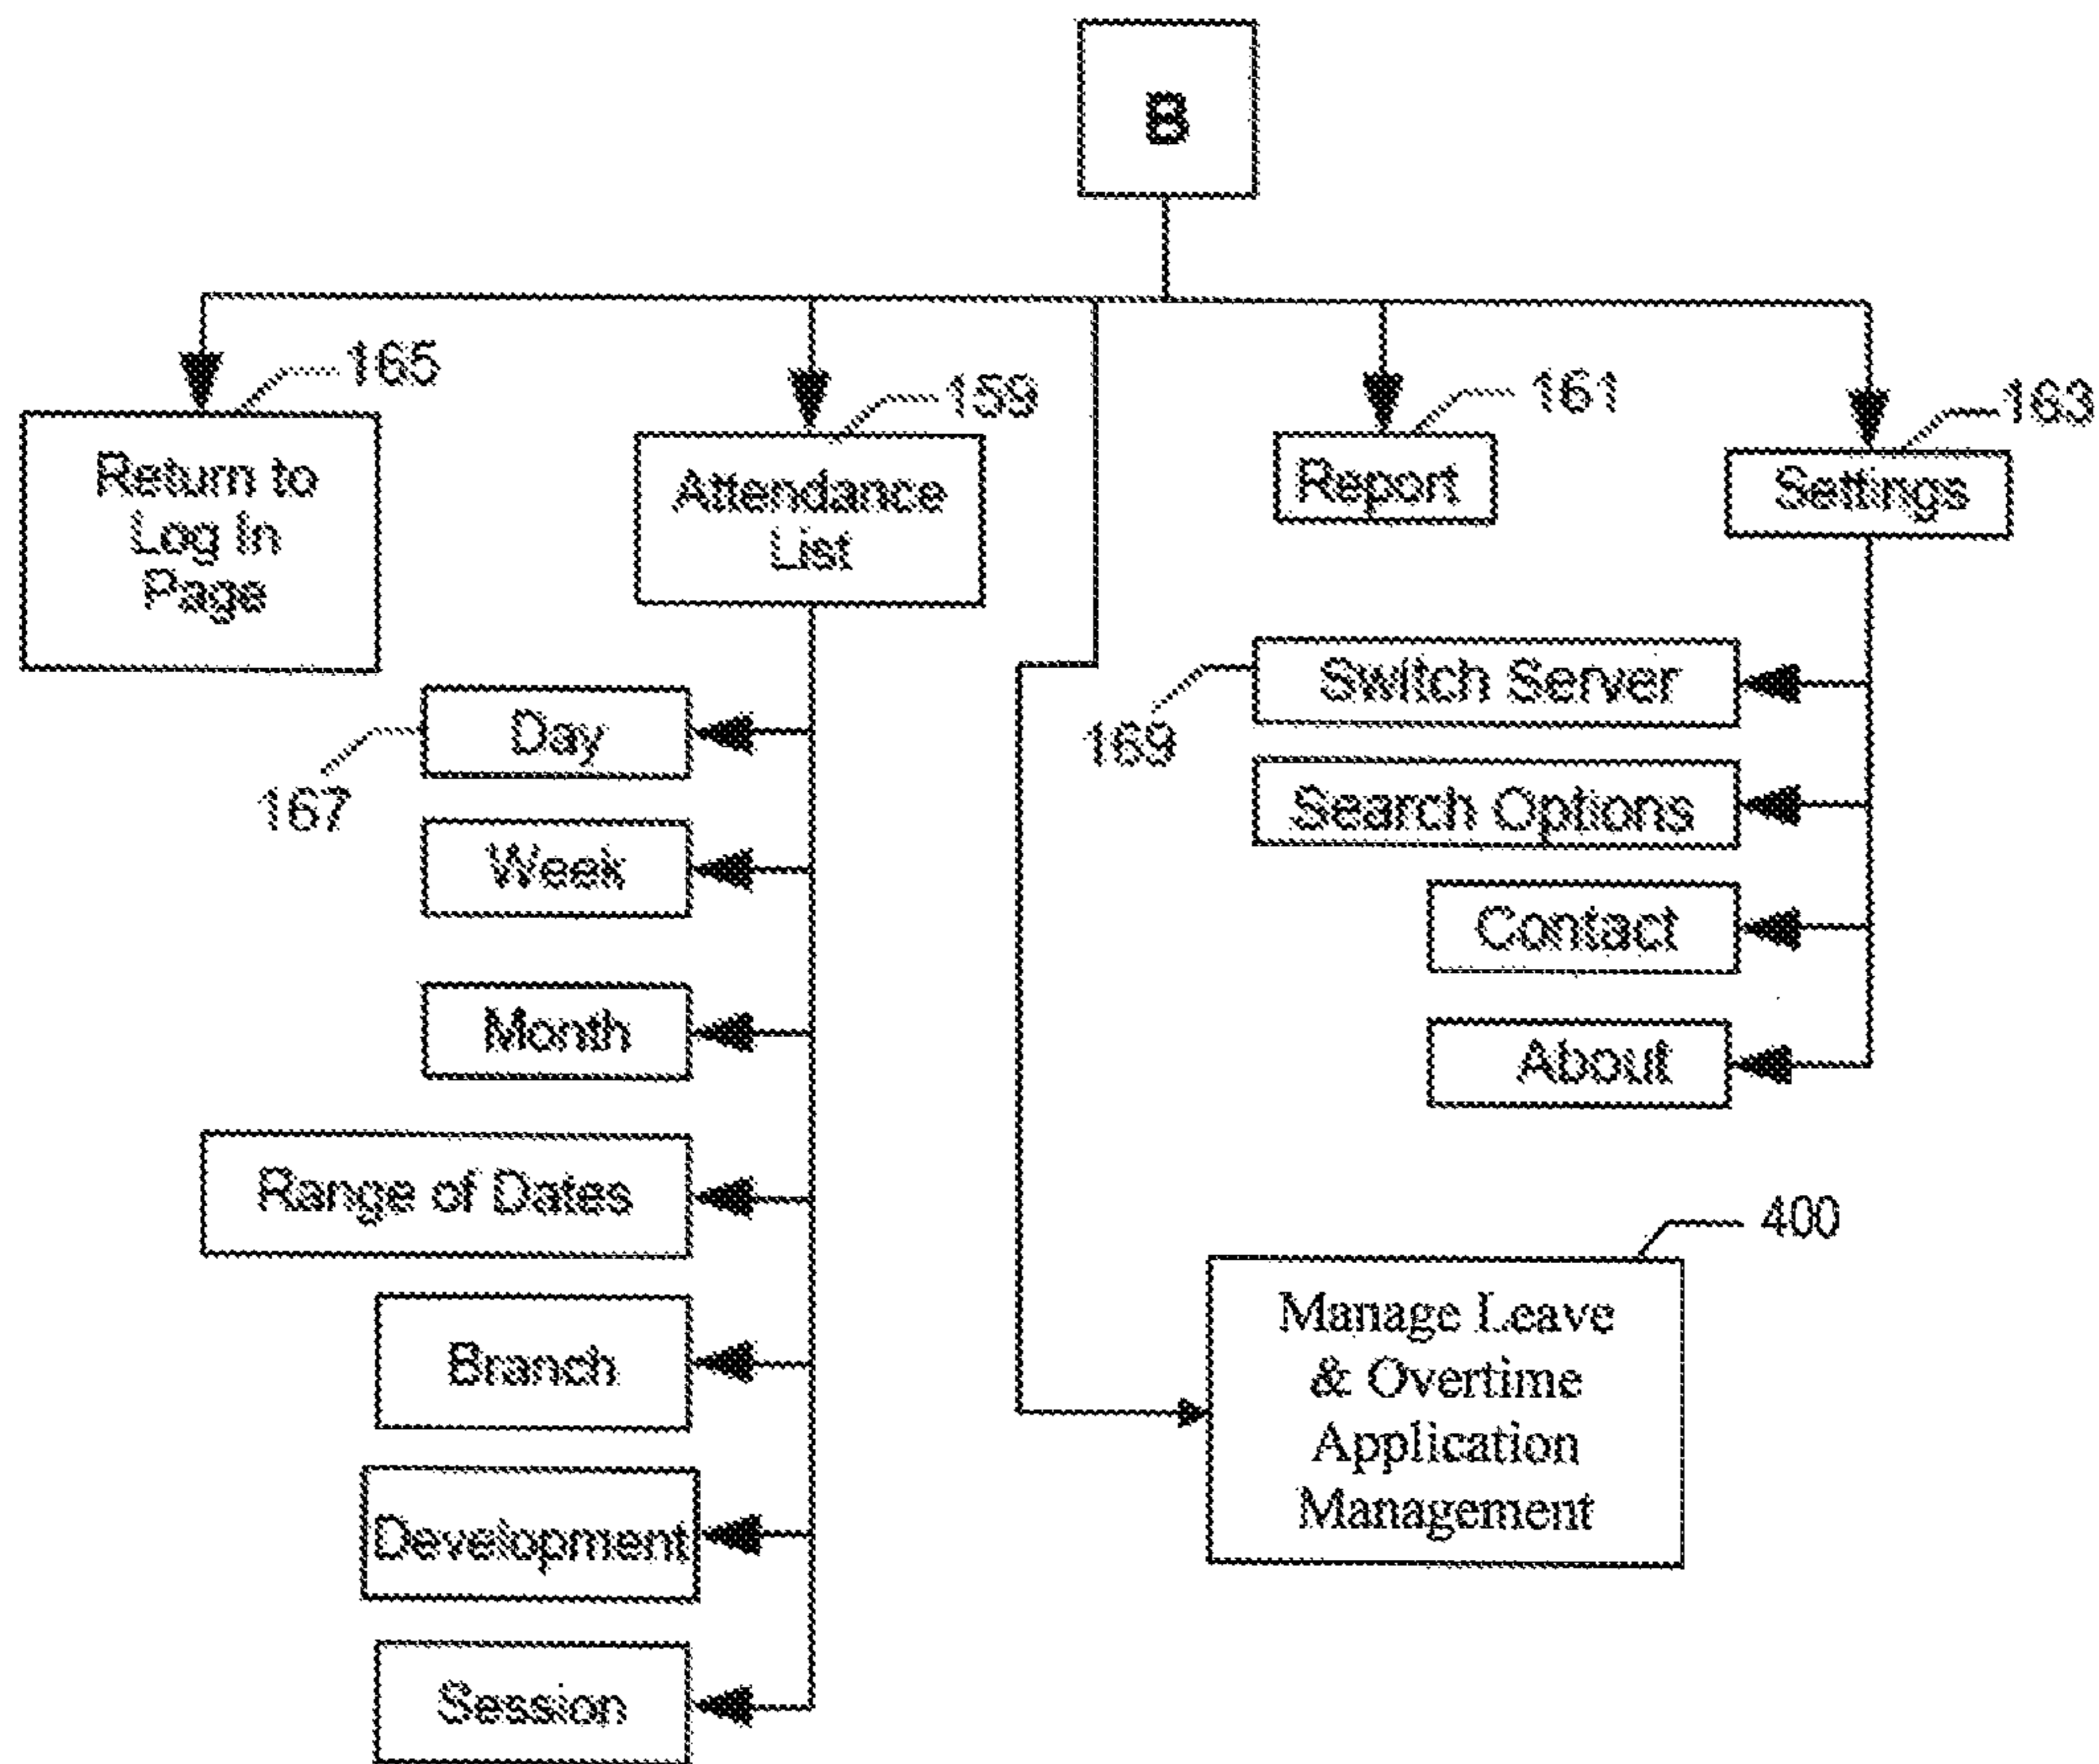 B
165
159
161
163
Return to
Log In
Page
Attendance
List
Report
Settings
167
Day
Week
Month
Range of Dates
Branch
Development
Session
169
Switch Server
Search Options
Contact
About
400
Manage Leave
& Overtime
Application
Management